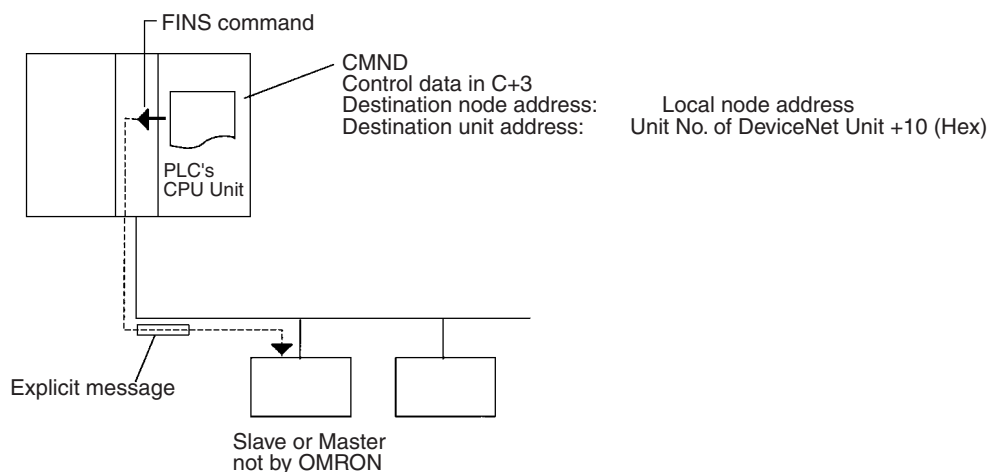 FINS command
CMND
Control data in C+3
Destination node address: Local node address
Destination unit address: Unit No. of DeviceNet Unit +10 (Hex)
PLC's
CPU Unit
Explicit message
Slave or Master
not by OMRON